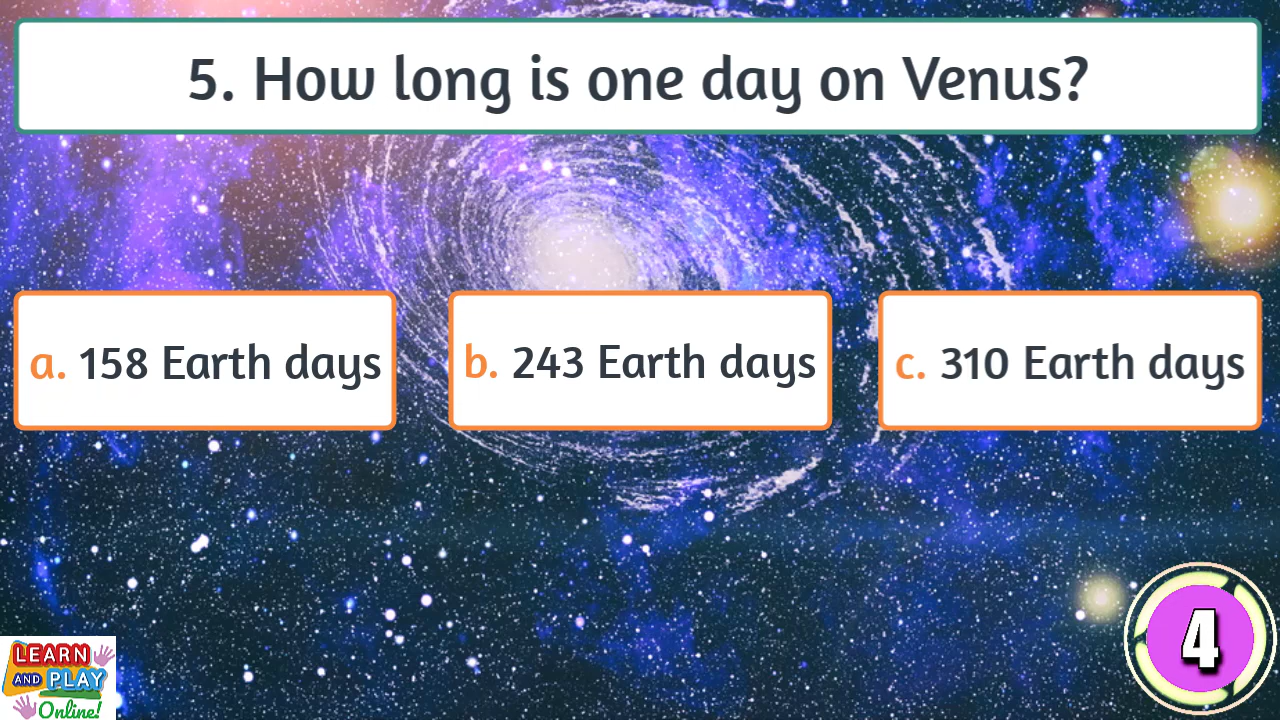 5. How long is one day on Venus?
a. 158 Earth days
b. 243 Earth days
c. 310 Earth days
4
LEARN
AND PLAY
Online!